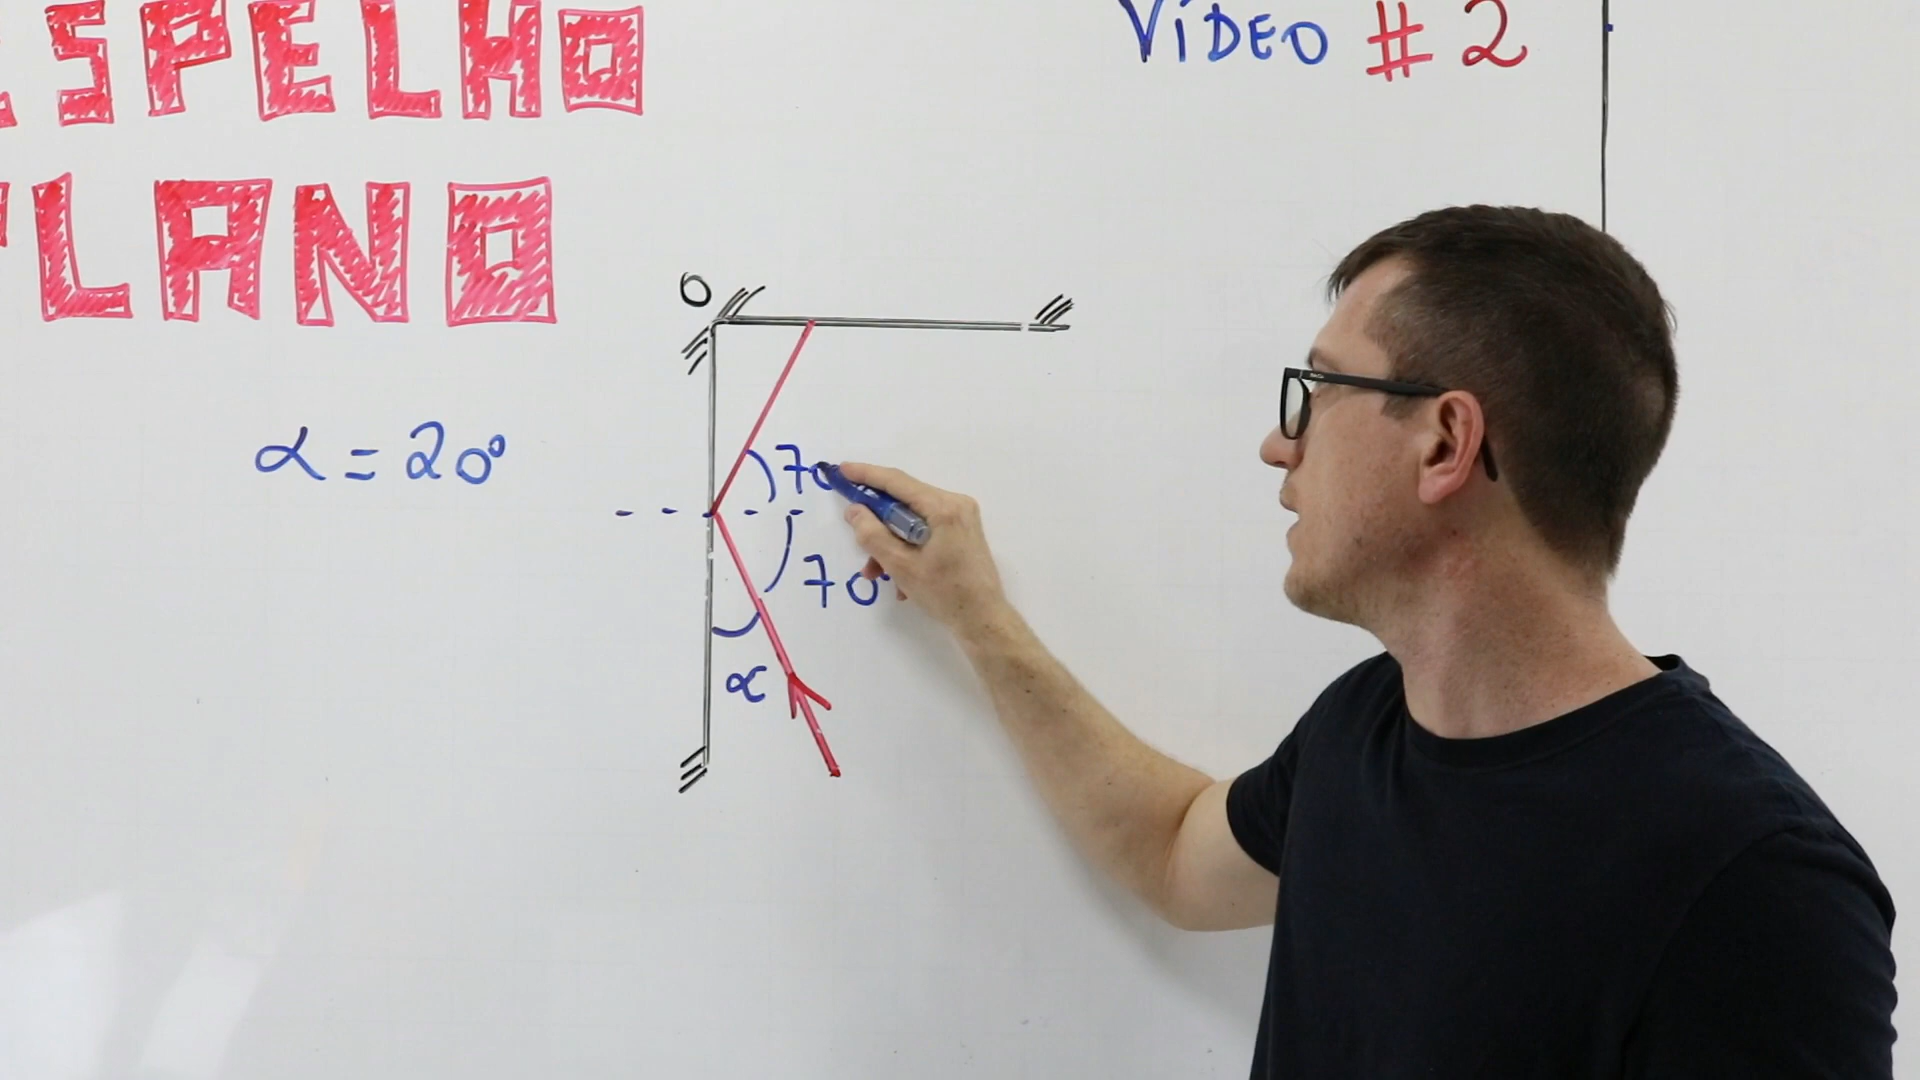 ESPELHO
PLANO
VÍDEO # 2
O
α = 20°
70
70°
α